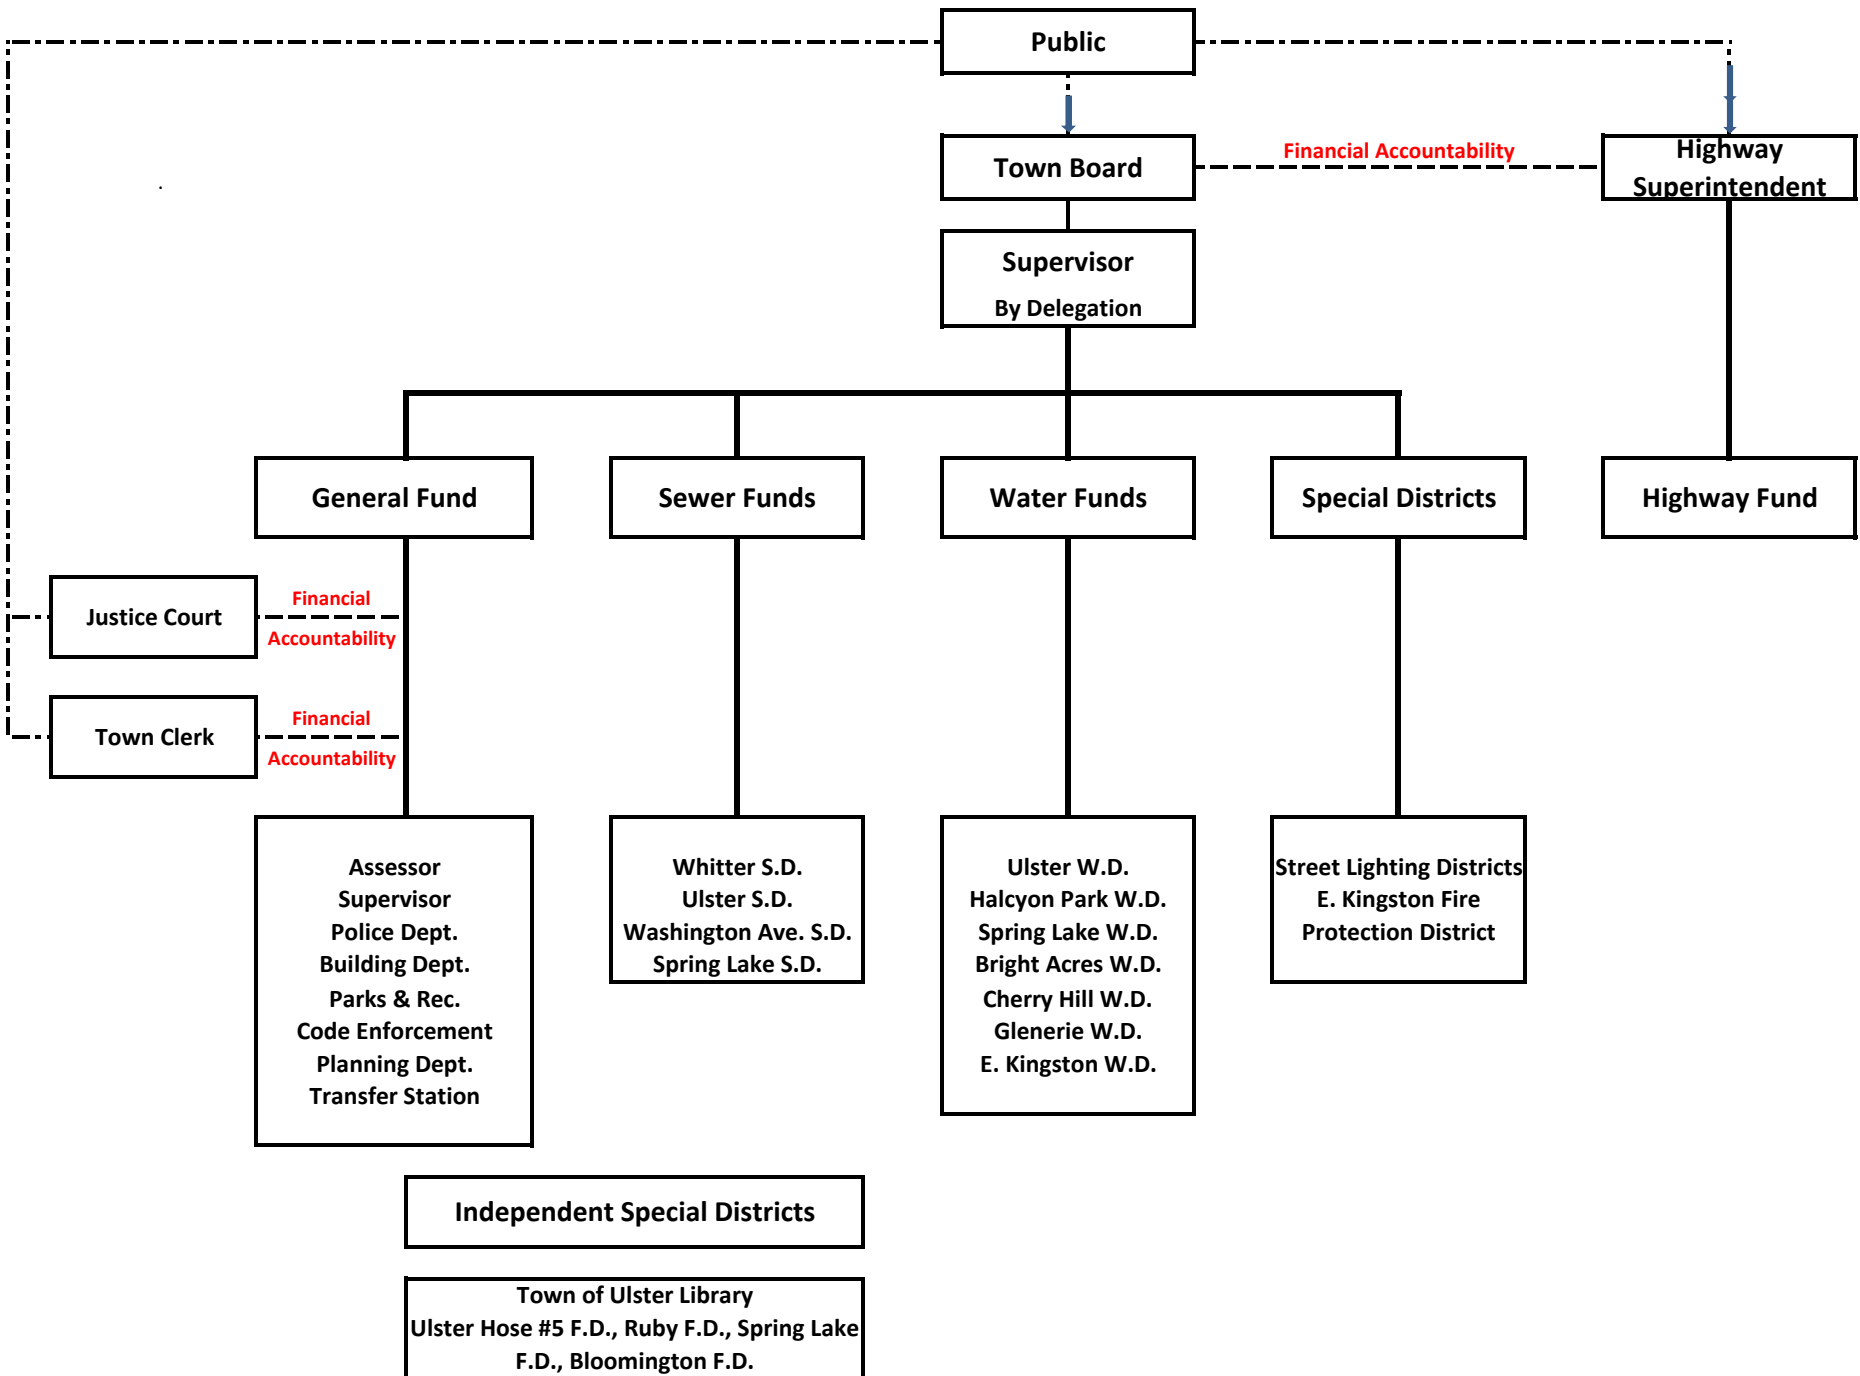 Public
Town Board
Financial Accountability
Highway
Superintendent
Supervisor
By Delegation
General Fund
Sewer Funds
Water Funds
Special Districts
Highway Fund
Justice Court
Financial
Accountability
Town Clerk
Financial
Accountability
Assessor
Supervisor
Police Dept.
Building Dept.
Parks & Rec.
Code Enforcement
Planning Dept.
Transfer Station
Whitter S.D.
Ulster S.D.
Washington Ave. S.D.
Spring Lake S.D.
Ulster W.D.
Halcyon Park W.D.
Spring Lake W.D.
Bright Acres W.D.
Cherry Hill W.D.
Glenerie W.D.
E. Kingston W.D.
Street Lighting Districts
E. Kingston Fire
Protection District
Independent Special Districts
Town of Ulster Library
Ulster Hose #5 F.D., Ruby F.D., Spring Lake
F.D., Bloomington F.D.